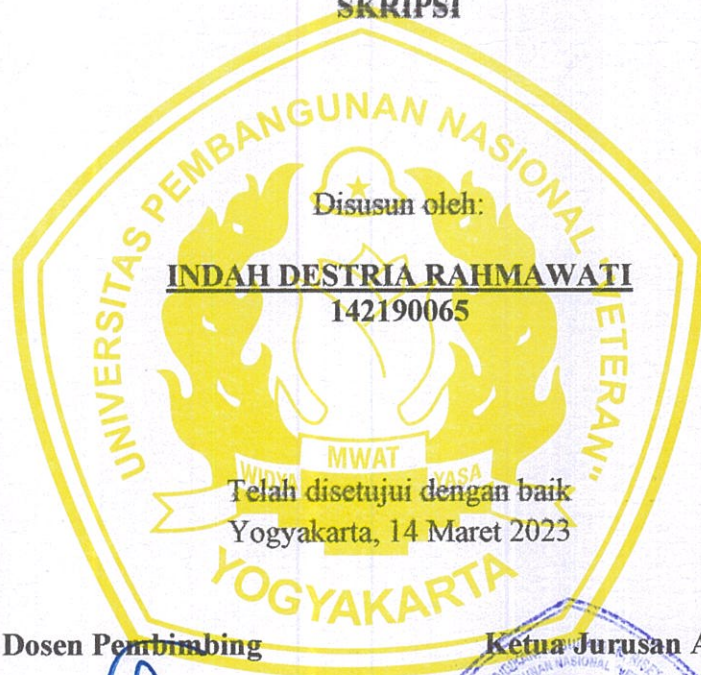 SKRIPSI
UNIVERSITAS PEMBANGUNAN NASIONAL "VETERAN"
Disusun oleh:
INDAH DESTRIA RAHMAWATI
142190065
WIDYA MWAT YASA
Telah disetujui dengan baik
Yogyakarta, 14 Maret 2023
YOGYAKARTA
Dosen Pembimbing Ketua Jurusan A
NASIONAL